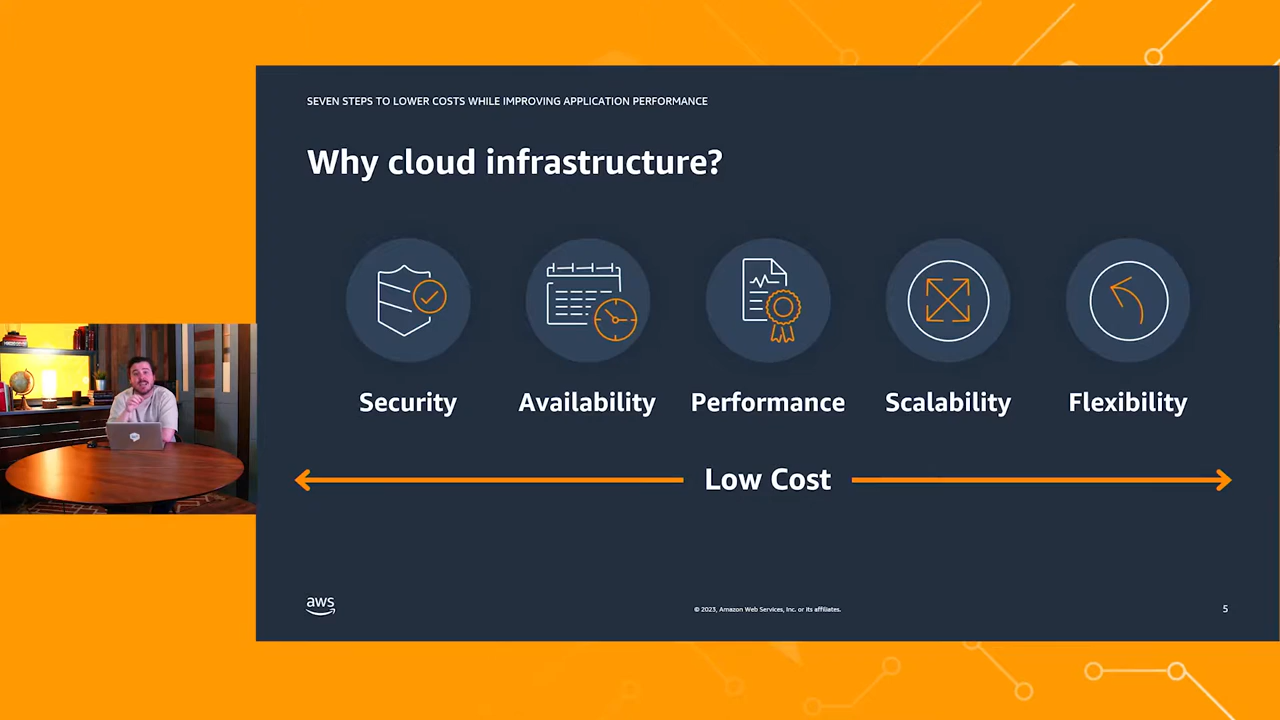 SEVEN STEPS TO LOWER COSTS WHILE IMPROVING APPLICATION PERFORMANCE
Why cloud infrastructure?
Security
Availability
Performance
Scalability
Flexibility
Low Cost
aws
© 2023, Amazon Web Services, Inc. or its affiliates.
5